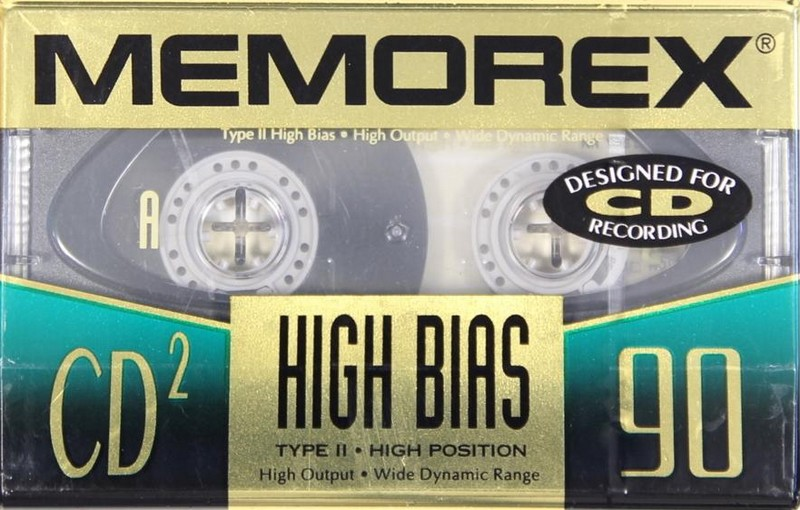 MEMOREX®
Type II High Bias • High Output • Wide Dynamic Range
A
DESIGNED FOR
CD
RECORDING
CD²
HIGH BIAS
90
TYPE II • HIGH POSITION
High Output • Wide Dynamic Range